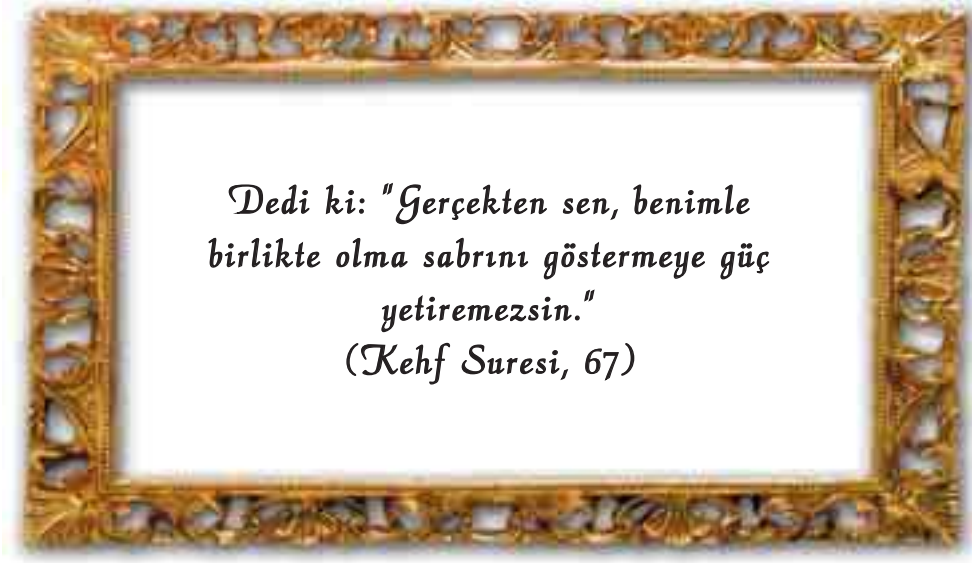 Dedi ki: "Gerçekten sen, benimle
birlikte olma sabrını göstermeye güç
yetiremezsin."
(Kehf Suresi, 67)